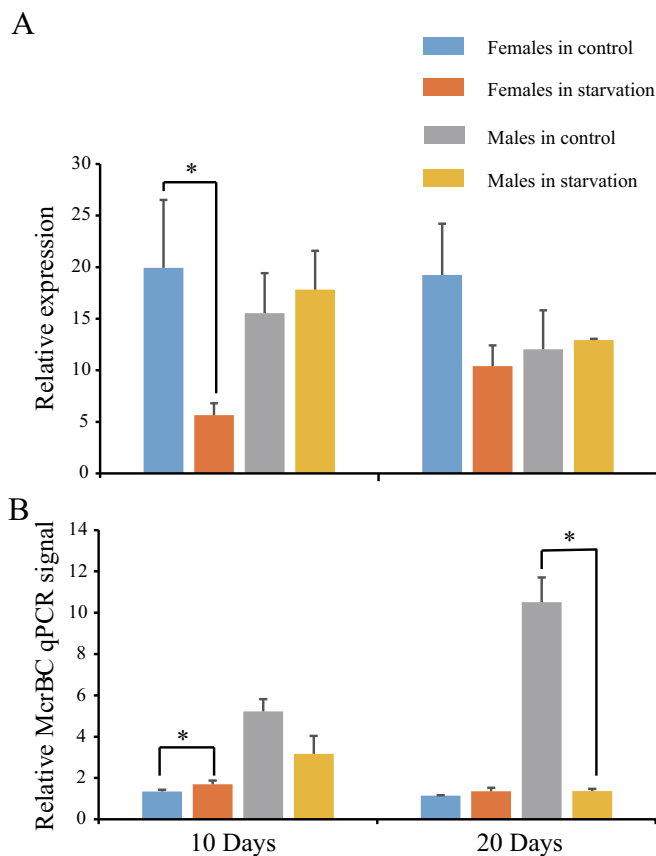 A
Females in control
Females in starvation
Males in control
Males in starvation
Relative expression
30
25
20
15
10
5
0
*
B
Relative McrBC qPCR signal
14
12
10
8
6
4
2
0
*
*
10 Days
20 Days